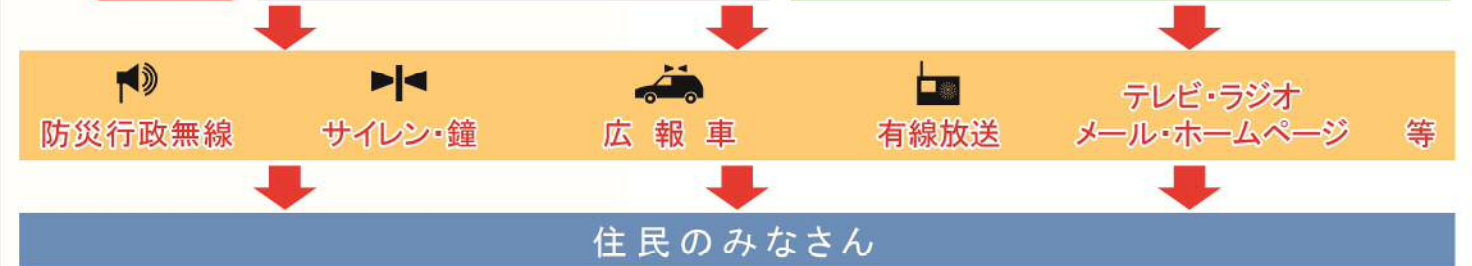 防災行政無線
サイレン・鐘
広報車
有線放送
テレビ・ラジオ
メール・ホームページ 等
住民のみなさん